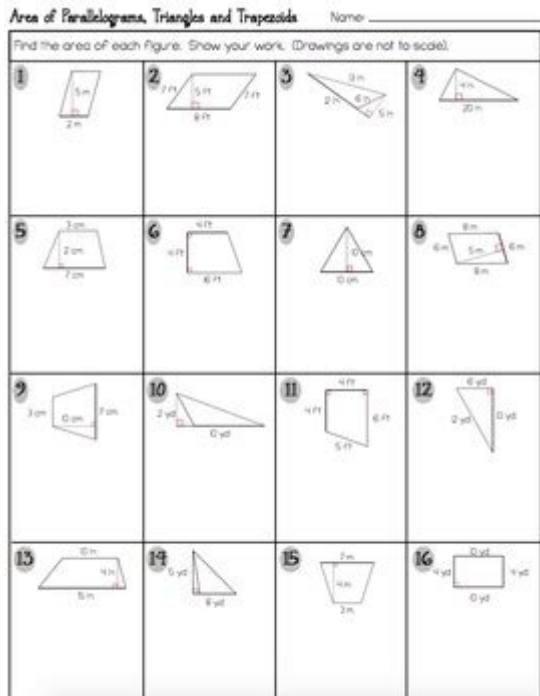 Area of Parallelograms, Triangles and Trapezoids Name:
Find the area of each figure. Show your work. (Drawings are not to scale).
1
5 m
2 m
2
7 ft
5 ft
7 ft
8 ft
3
6 in
5 in
4
4 in
20 in
5
3 cm
2 cm
7 cm
6
4 ft
4 ft
6 ft
7
8
8 m
6 m
5 m
6 m
8 m
9
3 cm
7 cm
10
2 yd
11
4 ft
4 ft
6 ft
5 ft
12
6 yd
13
4 in
14
5 yd
6 yd
15
7 m
4 m
3 m
16
4 yd
4 yd